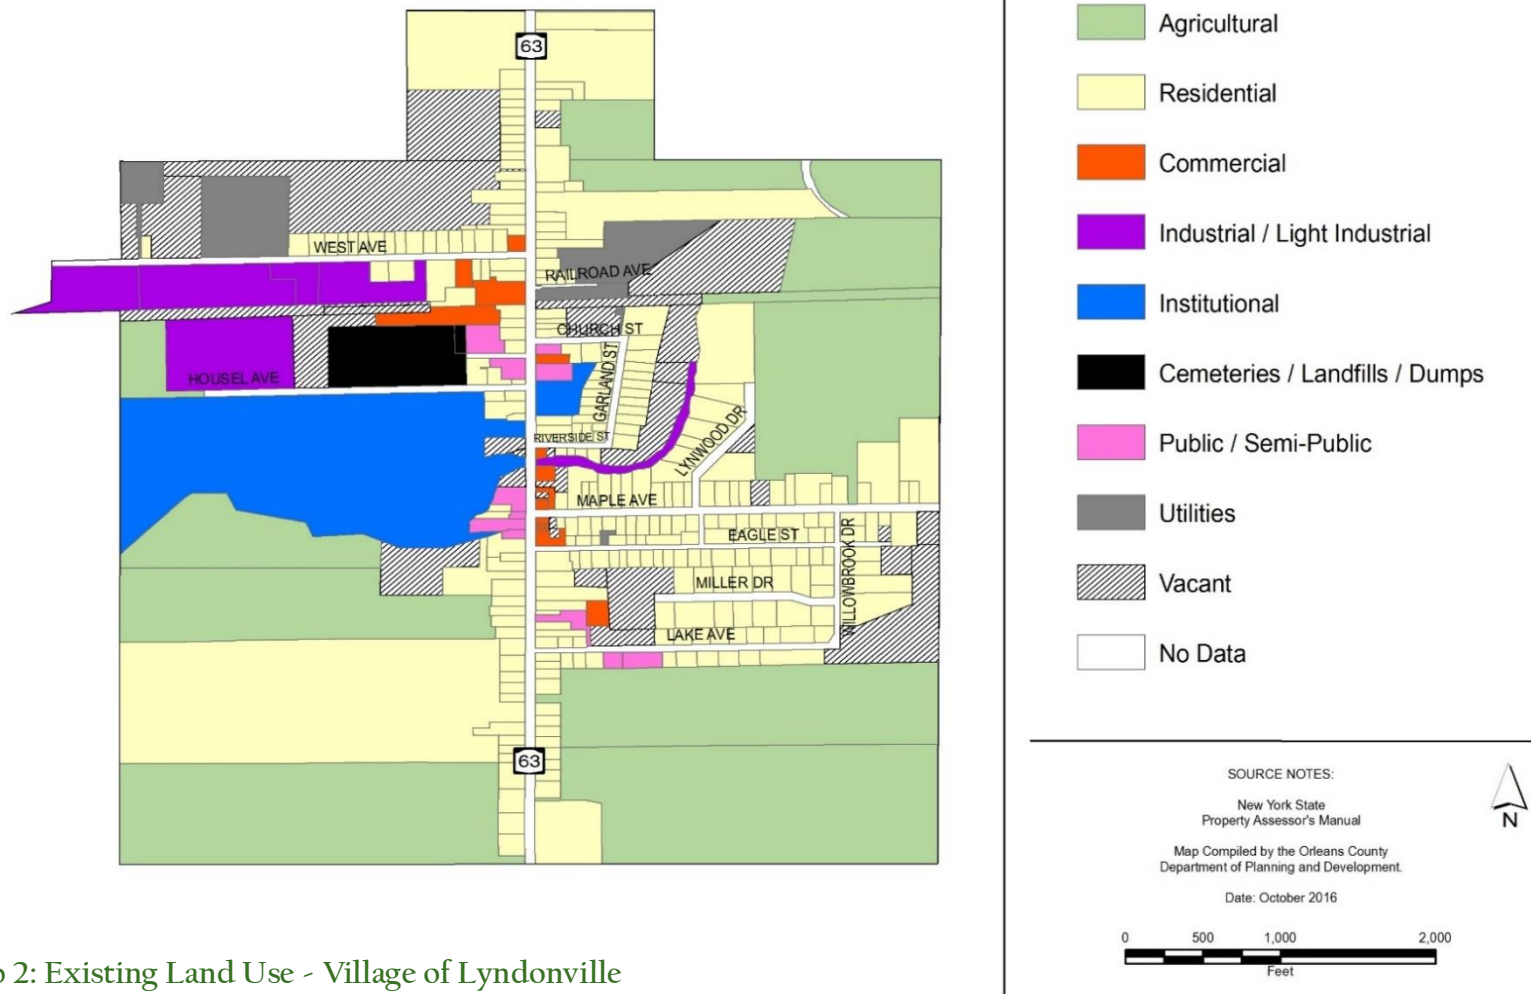 63
WEST AVE
RAILROAD AVE
CHURCH ST
GARLAND ST
HOUSEL AVE
RIVERSIDE ST
LYNWOOD DR
MAPLE AVE
EAGLE ST
WILLOWBROOK DR
MILLER DR
LAKE AVE
63
Agricultural
Residential
Commercial
Industrial / Light Industrial
Institutional
Cemeteries / Landfills / Dumps
Public / Semi-Public
Utilities
Vacant
No Data
SOURCE NOTES:
New York State
Property Assessor's Manual
Map Compiled by the Orleans County
Department of Planning and Development.
Date: October 2016
N
0 500 1,000 2,000
Feet
2: Existing Land Use - Village of Lyndonville